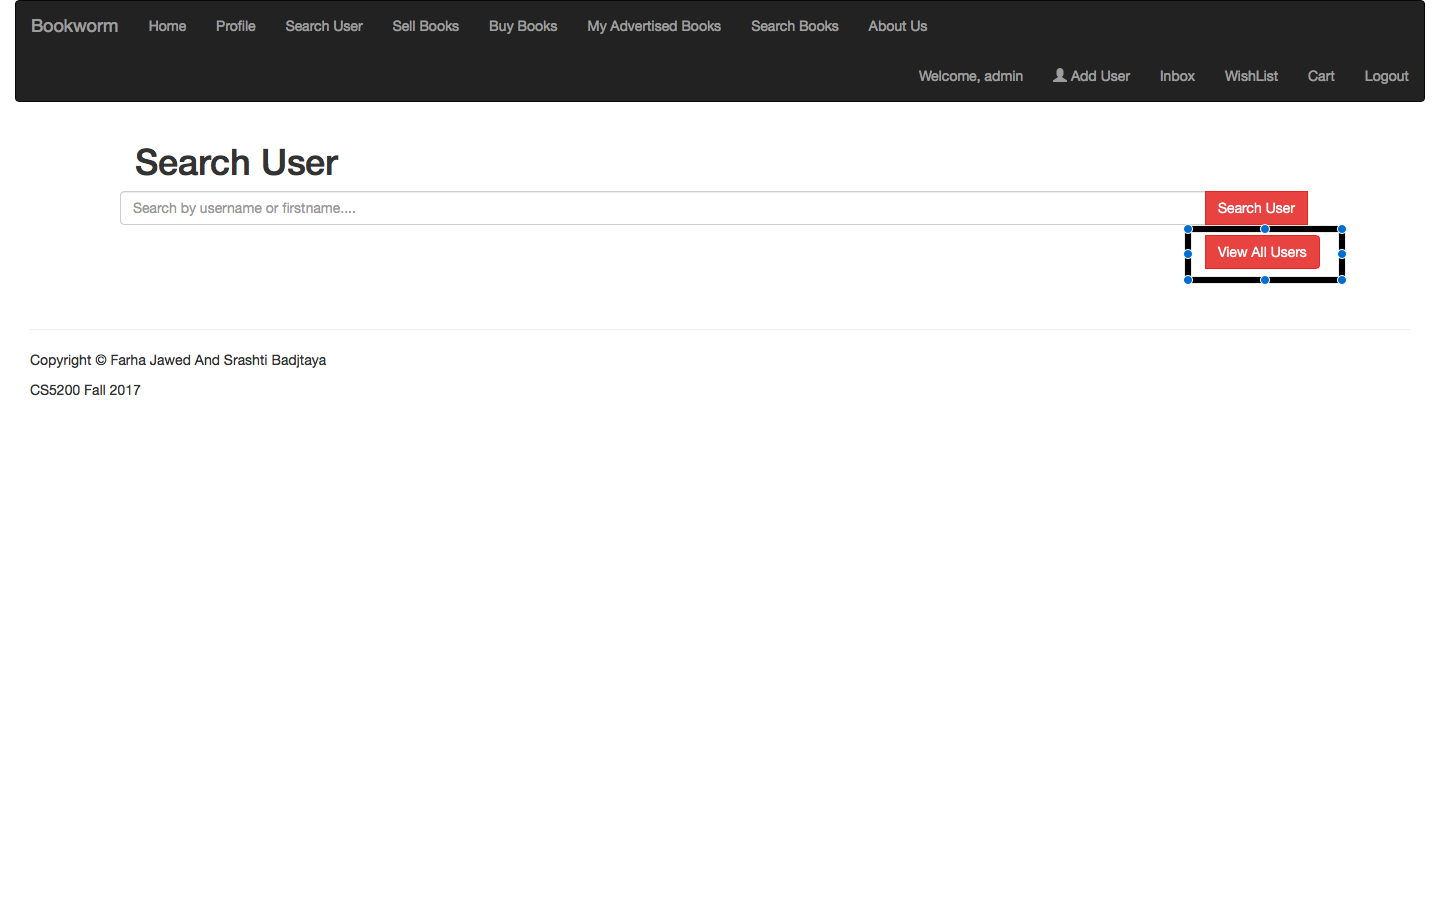 Bookworm Home Profile Search User Sell Books Buy Books My Advertised Books Search Books About Us
Welcome, admin Add User Inbox WishList Cart Logout
Search User
Search by username or firstname.... Search User
View All Users
Copyright © Farha Jawed And Srashti Badjtaya
CS5200 Fall 2017